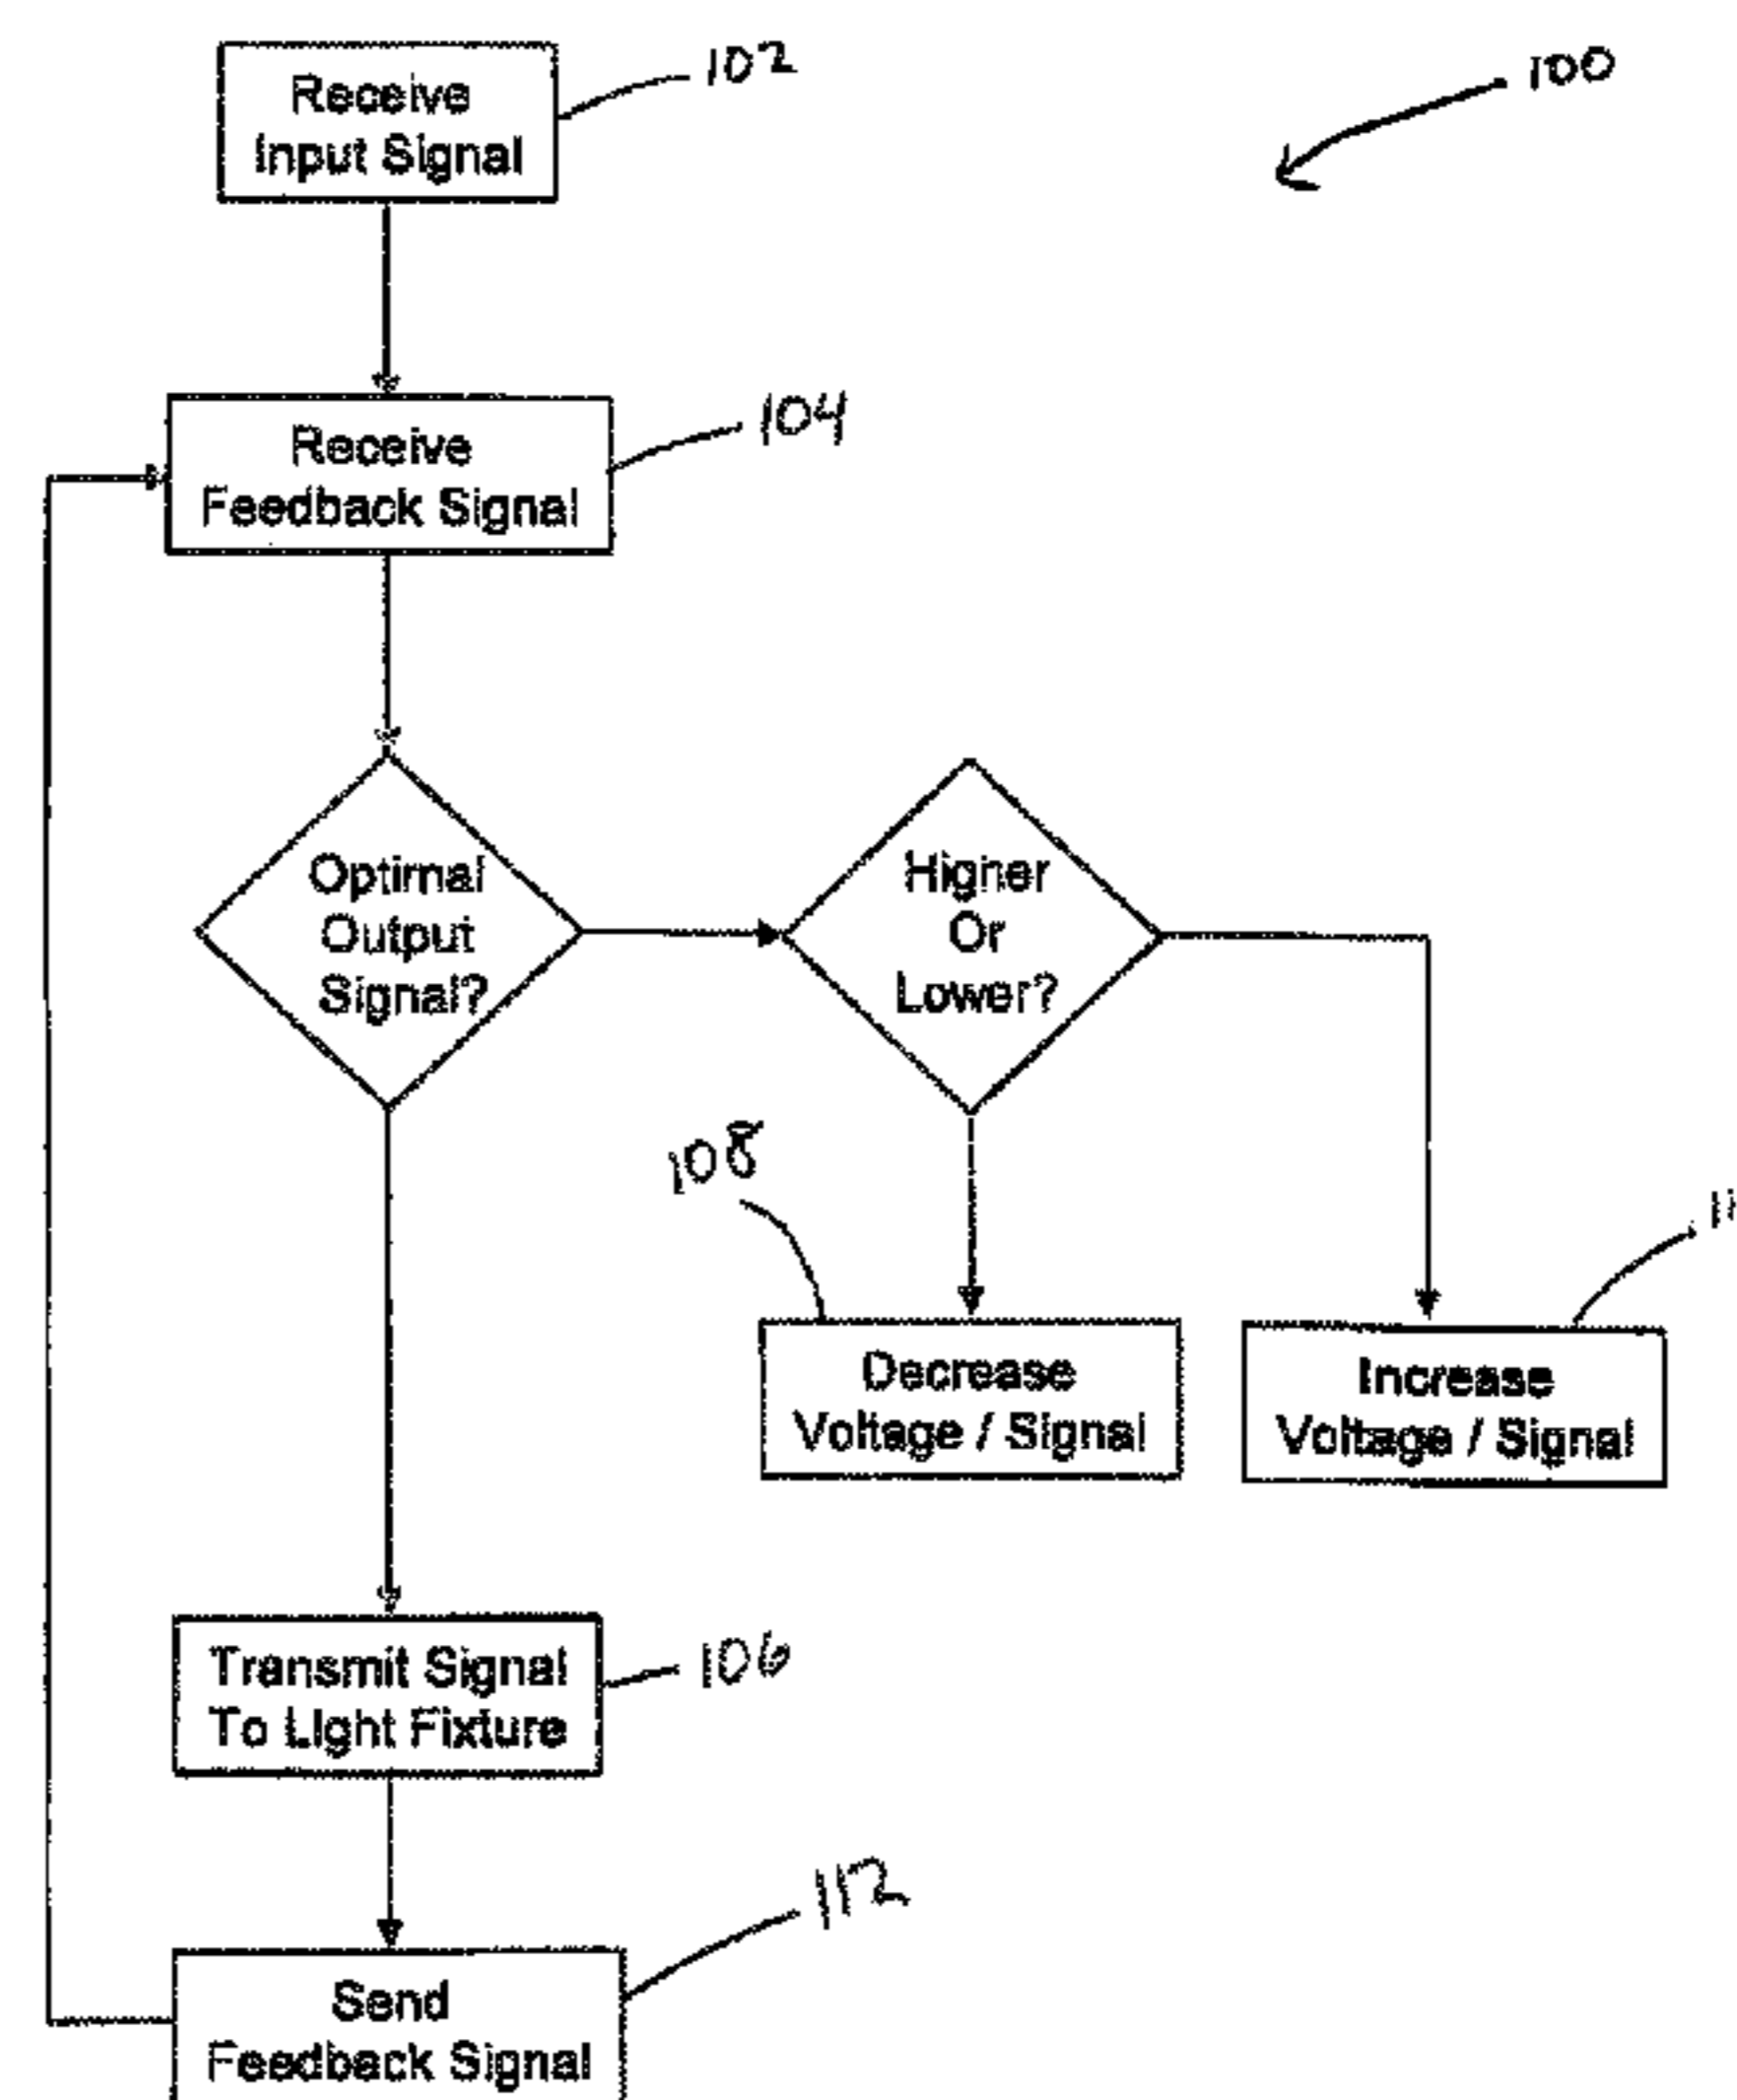 Receive
Input Signal
102
100
Receive
Feedback Signal
104
Optimal
Output
Signal?
Higher
Or
Lower?
108
Decrease
Voltage / Signal
Increase
Voltage / Signal
Transmit Signal
To Light Fixture
106
112
Send
Feedback Signal